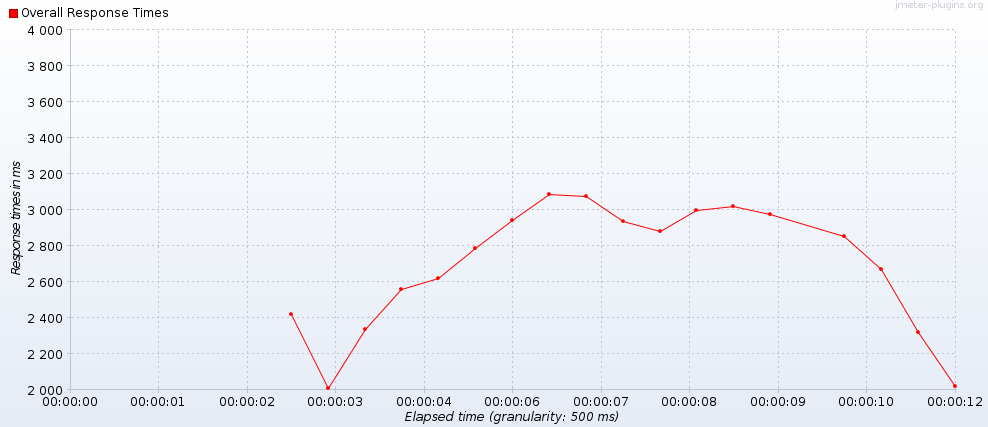 Overall Response Times
jmeter-plugins.org
4 000
3 800
3 600
3 400
3 200
3 000
2 800
2 600
2 400
2 200
2 000
Response times in ms
00:00:00 00:00:01 00:00:02 00:00:03 00:00:04 00:00:06 00:00:07 00:00:08 00:00:09 00:00:10 00:00:12
Elapsed time (granularity: 500 ms)